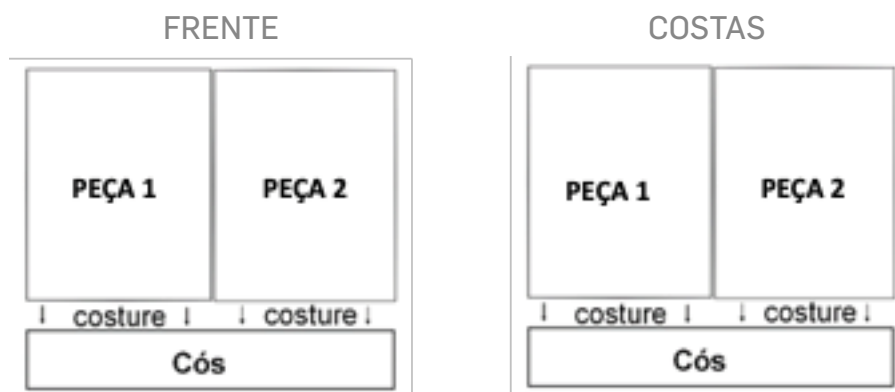 FRENTE
COSTAS
PEÇA 1
PEÇA 2
PEÇA 1
PEÇA 2
↓ costure ↓ ↓ costure ↓
↓ costure ↓ ↓ costure ↓
Cós
Cós